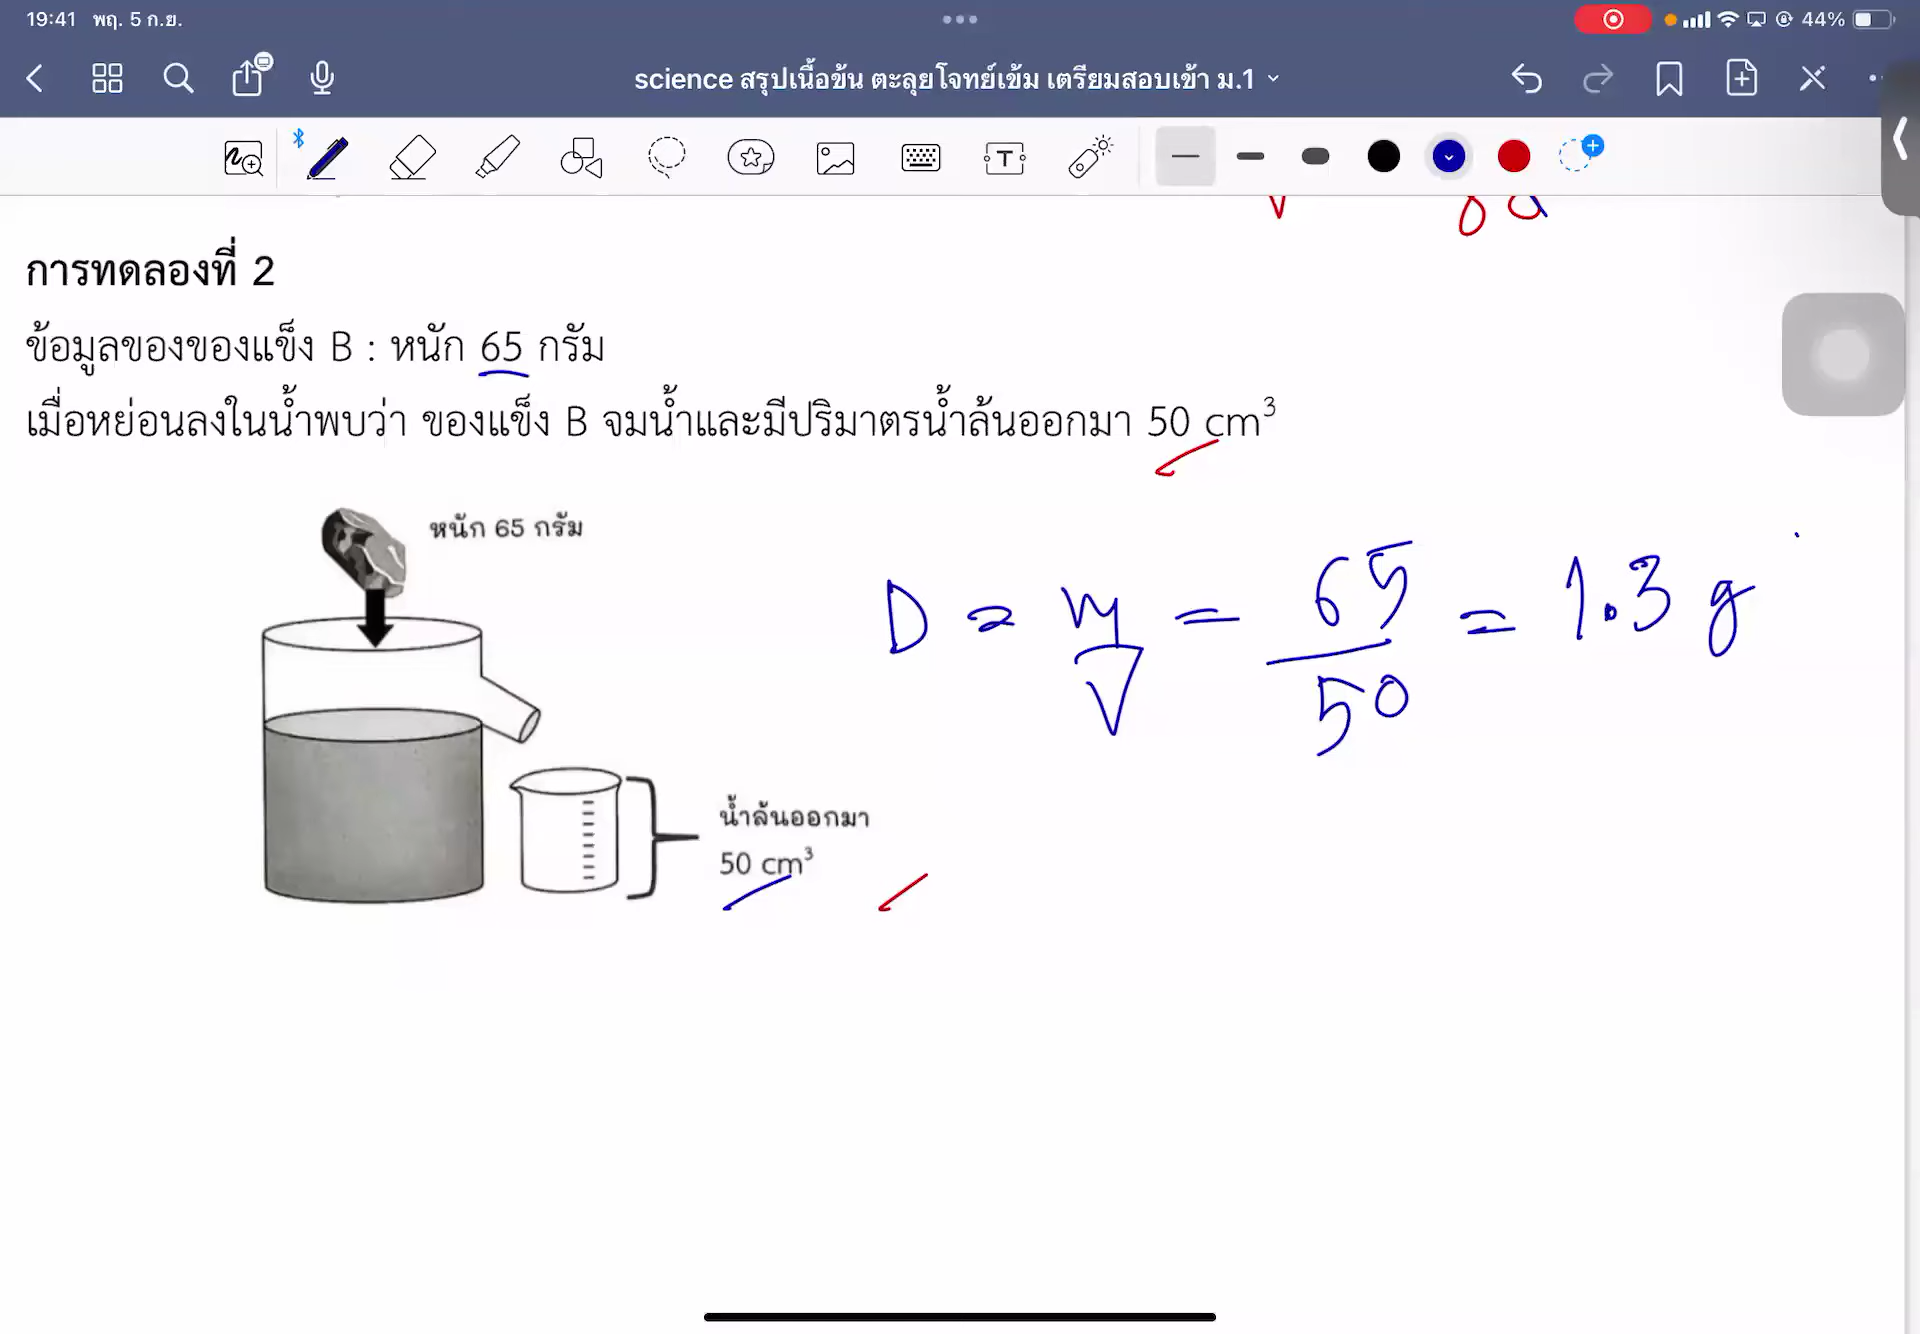 19:41 พฤ. 5 ก.ย.
44%
science สรุปเนื้อข้น ตะลุยโจทย์เข้ม เตรียมสอบเข้า ม.1
T
การทดลองที่ 2
ข้อมูลของของแข็ง B : หนัก 65 กรัม
เมื่อหย่อนลงในน้ำพบว่า ของแข็ง B จมน้ำและมีปริมาตรน้ำล้นออกมา 50 cm³
หนัก 65 กรัม
D = m/V = 65/50 = 1.3 g
น้ำล้นออกมา
50 cm³